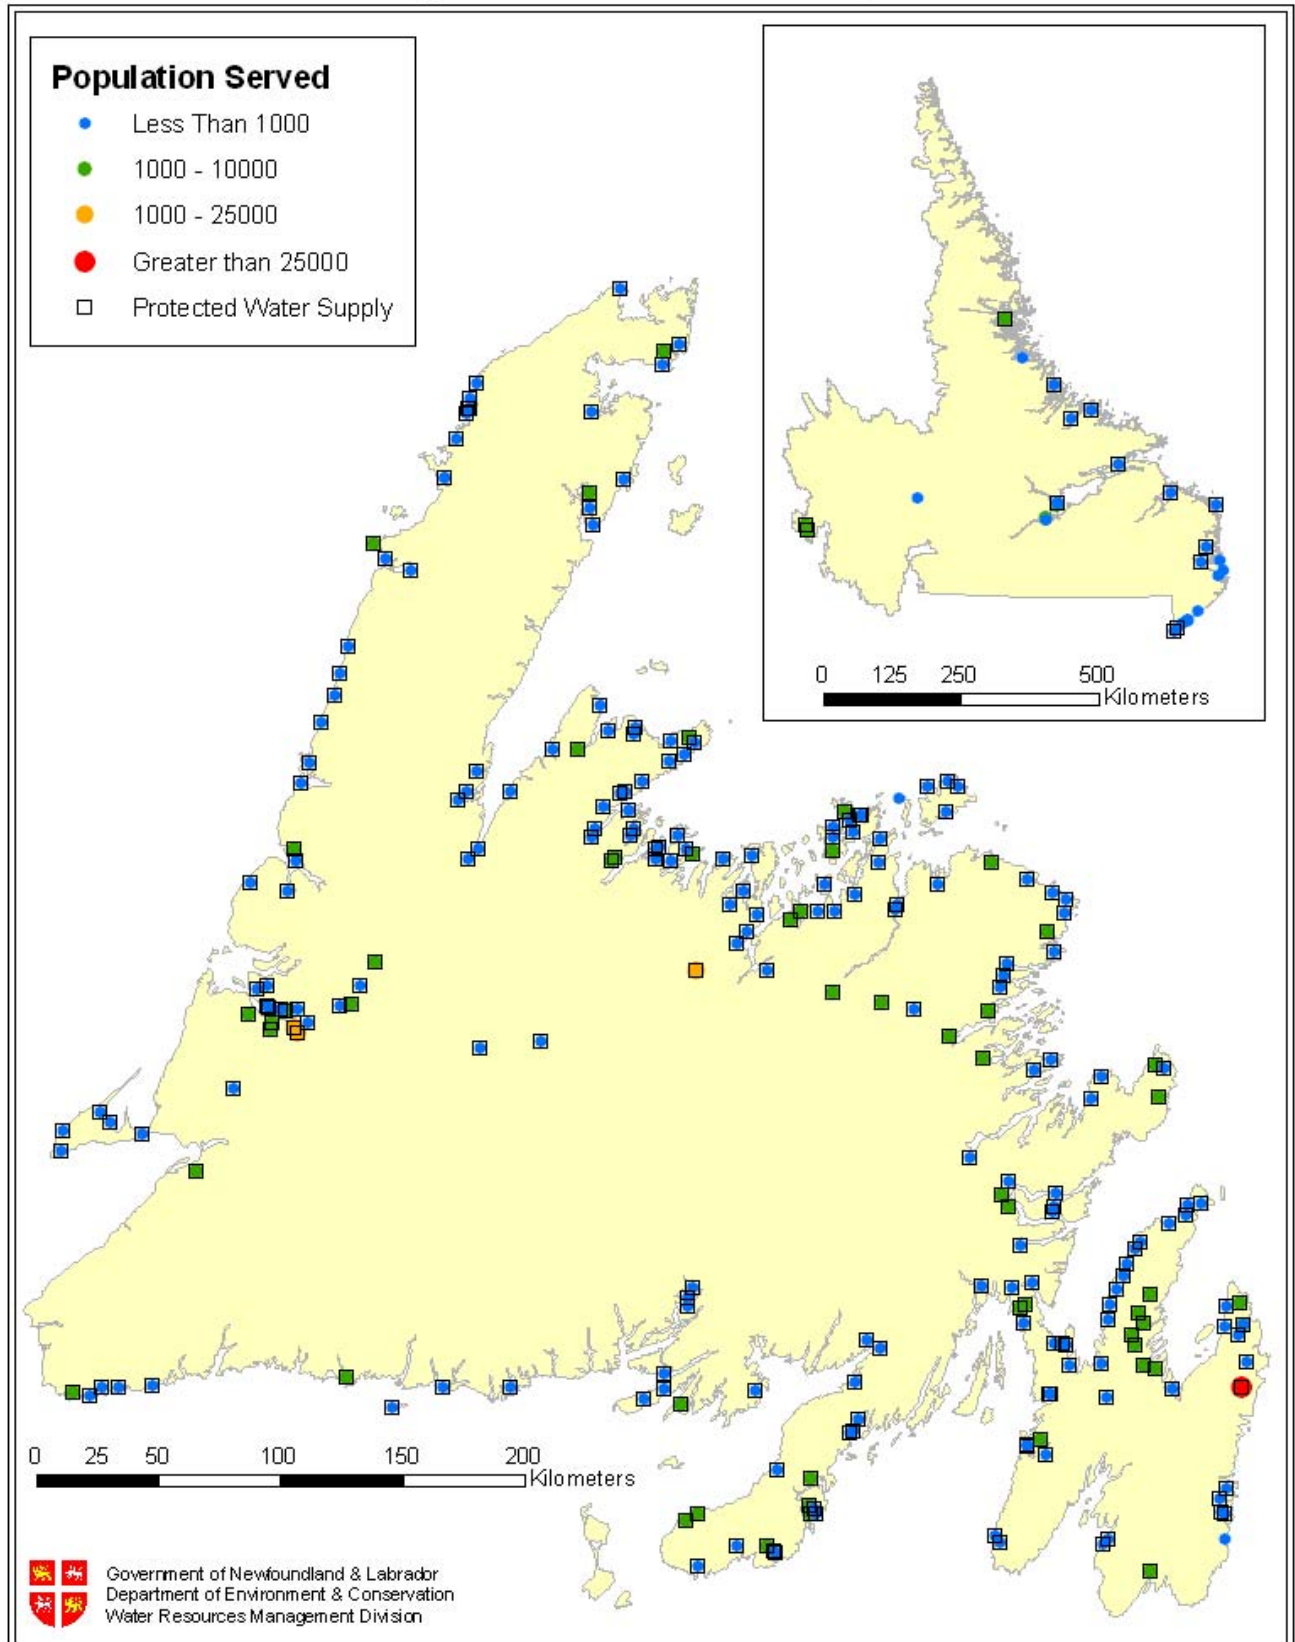 Population Served
Less Than 1000
1000 - 10000
1000 - 25000
Greater than 25000
Protected Water Supply
0 125 250 500
Kilometers
0 25 50 100 150 200
Kilometers
Government of Newfoundland & Labrador
Department of Environment & Conservation
Water Resources Management Division